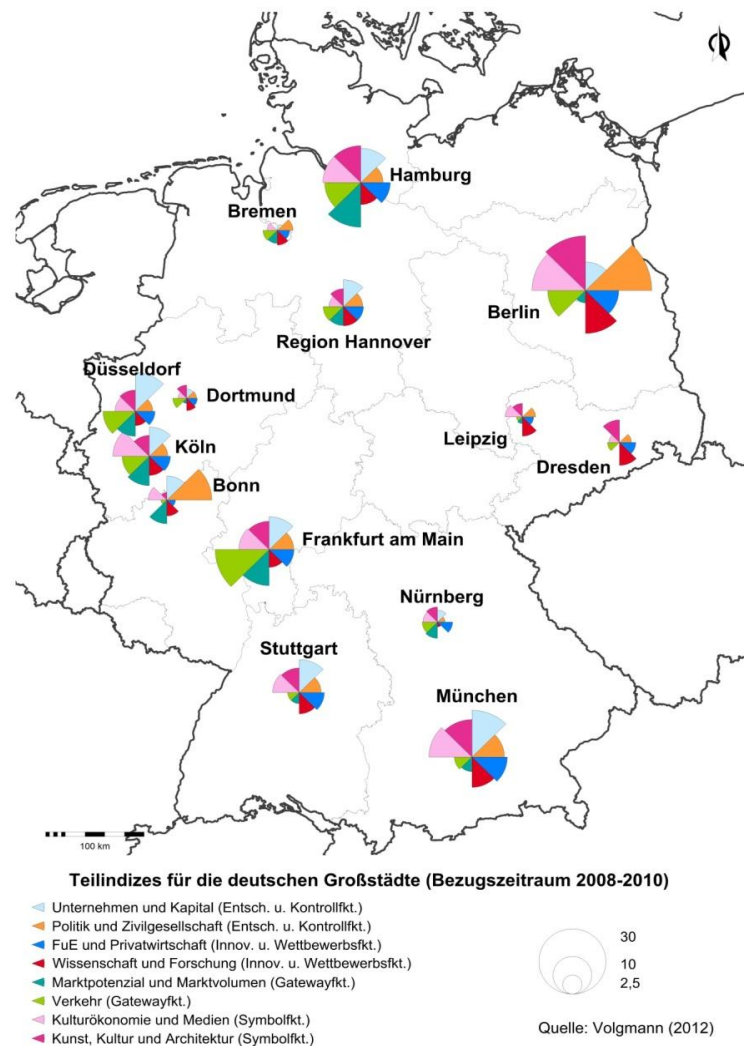 Hamburg
Bremen
Berlin
Region Hannover
Düsseldorf
Dortmund
Leipzig
Köln
Dresden
Bonn
Frankfurt am Main
Nürnberg
Stuttgart
München
100 km
Teilindizes für die deutschen Großstädte (Bezugszeitraum 2008-2010)
Unternehmen und Kapital (Entsch. u. Kontrollfkt.)
Politik und Zivilgesellschaft (Entsch. u. Kontrollfkt.)
FuE und Privatwirtschaft (Innov. u. Wettbewerbsfkt.)
Wissenschaft und Forschung (Innov. u. Wettbewerbsfkt.)
Marktpotenzial und Marktvolumen (Gatewayfkt.)
Verkehr (Gatewayfkt.)
Kulturökonomie und Medien (Symbolfkt.)
Kunst, Kultur und Architektur (Symbolfkt.)
30
10
2,5
Quelle: Volgmann (2012)